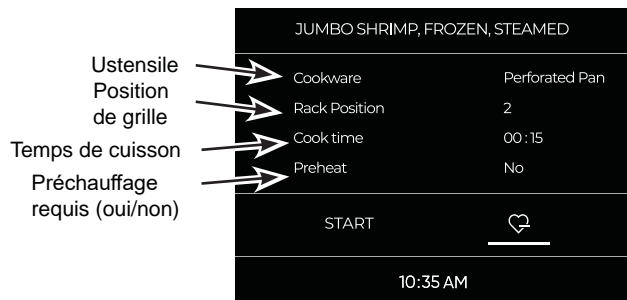 JUMBO SHRIMP, FROZEN, STEAMED
Ustensile
Cookware Perforated Pan
Position
de grille
Rack Position 2
Temps de cuisson
Cook time 00:15
Préchauffage
requis (oui/non)
Preheat No
START
10:35 AM